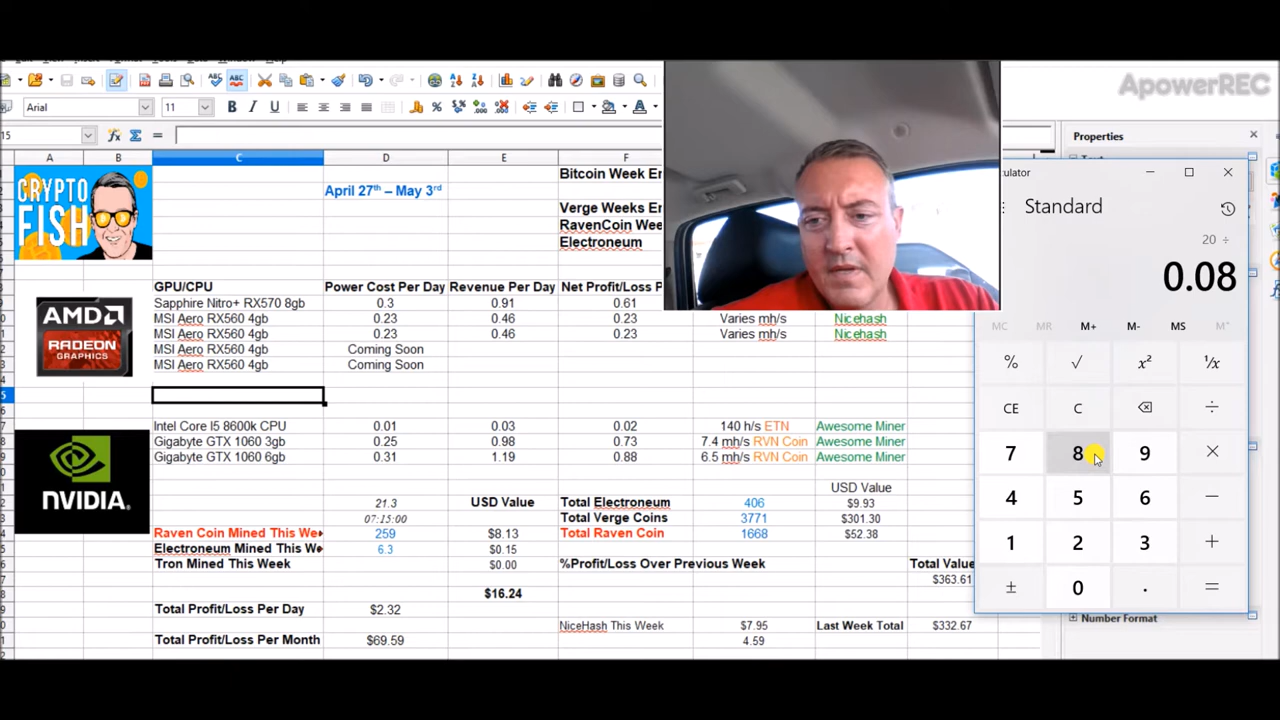 ApowerREC
Arial
11
15
Properties
A
B
C
D
E
F
CRYPTO
FISH
April 27th – May 3rd
Bitcoin Week En
Verge Weeks En
RavenCoin Wee
Electroneum
GPU/CPU Power Cost Per Day Revenue Per Day Net Profit/Loss P
Sapphire Nitro+ RX570 8gb 0.3 0.91 0.61
MSI Aero RX560 4gb 0.23 0.46 0.23 Varies mh/s Nicehash
MSI Aero RX560 4gb 0.23 0.46 0.23 Varies mh/s Nicehash
MSI Aero RX560 4gb Coming Soon
MSI Aero RX560 4gb Coming Soon
AMD
RADEON
GRAPHICS
Intel Core I5 8600k CPU 0.01 0.03 0.02 140 h/s ETN Awesome Miner
Gigabyte GTX 1060 3gb 0.25 0.98 0.73 7.4 mh/s RVN Coin Awesome Miner
Gigabyte GTX 1060 6gb 0.31 1.19 0.88 6.5 mh/s RVN Coin Awesome Miner
NVIDIA
USD Value
21.3 USD Value Total Electroneum 406 $9.93
07:15:00 Total Verge Coins 3771 $301.30
Raven Coin Mined This We 259 $8.13 Total Raven Coin 1668 $52.38
Electroneum Mined This W 6.3 $0.15
Tron Mined This Week $0.00 %Profit/Loss Over Previous Week Total Value
$363.61
$16.24
Total Profit/Loss Per Day $2.32
NiceHash This Week $7.95 Last Week Total $332.67
Total Profit/Loss Per Month $69.59 4.59
culator
Standard
20 ÷
0.08
MC MR M+ M- MS M˅
% √ x² ¹/x
CE C ÷
7 8 9 ×
4 5 6 −
1 2 3 +
± 0 . =
Number Format